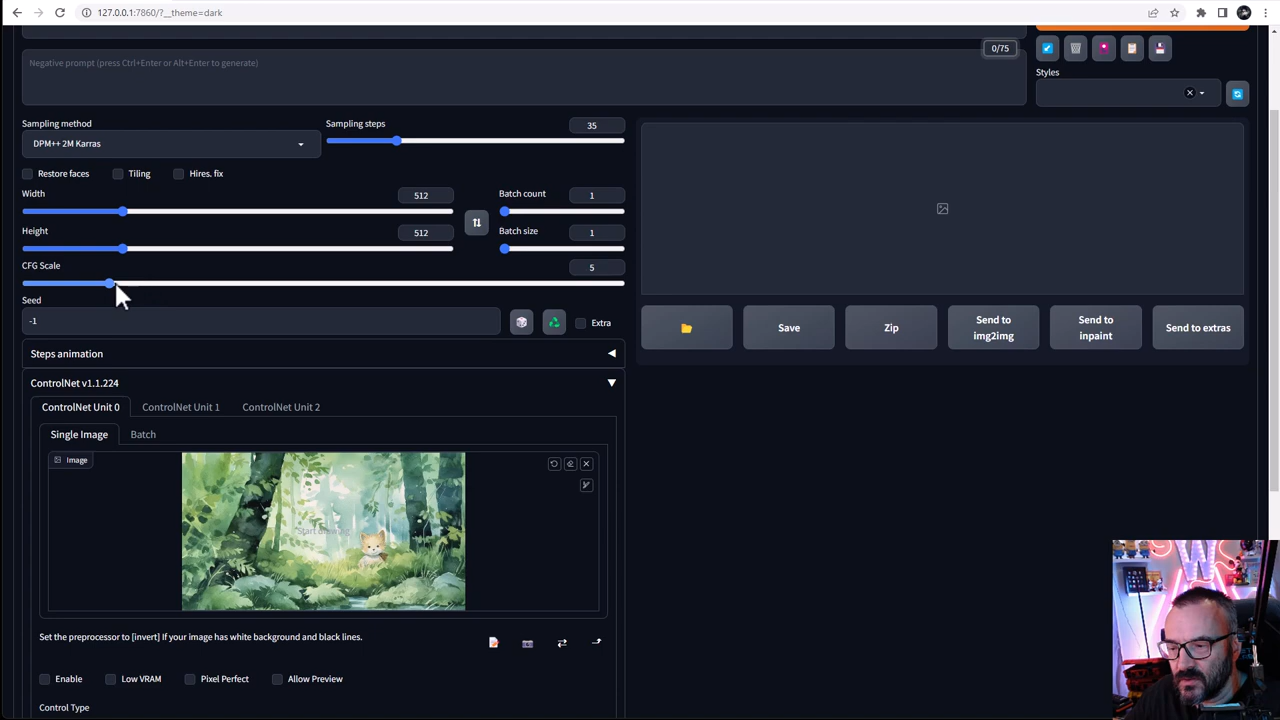 127.0.0.1:7860/?__theme=dark
0/75
Negative prompt (press Ctrl+Enter or Alt+Enter to generate)
Styles
Sampling method
Sampling steps
35
DPM++ 2M Karras
Restore faces
Tiling
Hires. fix
Width
512
Batch count
1
Height
512
Batch size
1
CFG Scale
5
Seed
-1
Extra
Save
Zip
Send to
img2img
Send to
inpaint
Send to extras
Steps animation
ControlNet v1.1.224
ControlNet Unit 0
ControlNet Unit 1
ControlNet Unit 2
Single Image
Batch
Image
Start drawing
Set the preprocessor to [invert] If your image has white background and black lines.
Enable
Low VRAM
Pixel Perfect
Allow Preview
Control Type